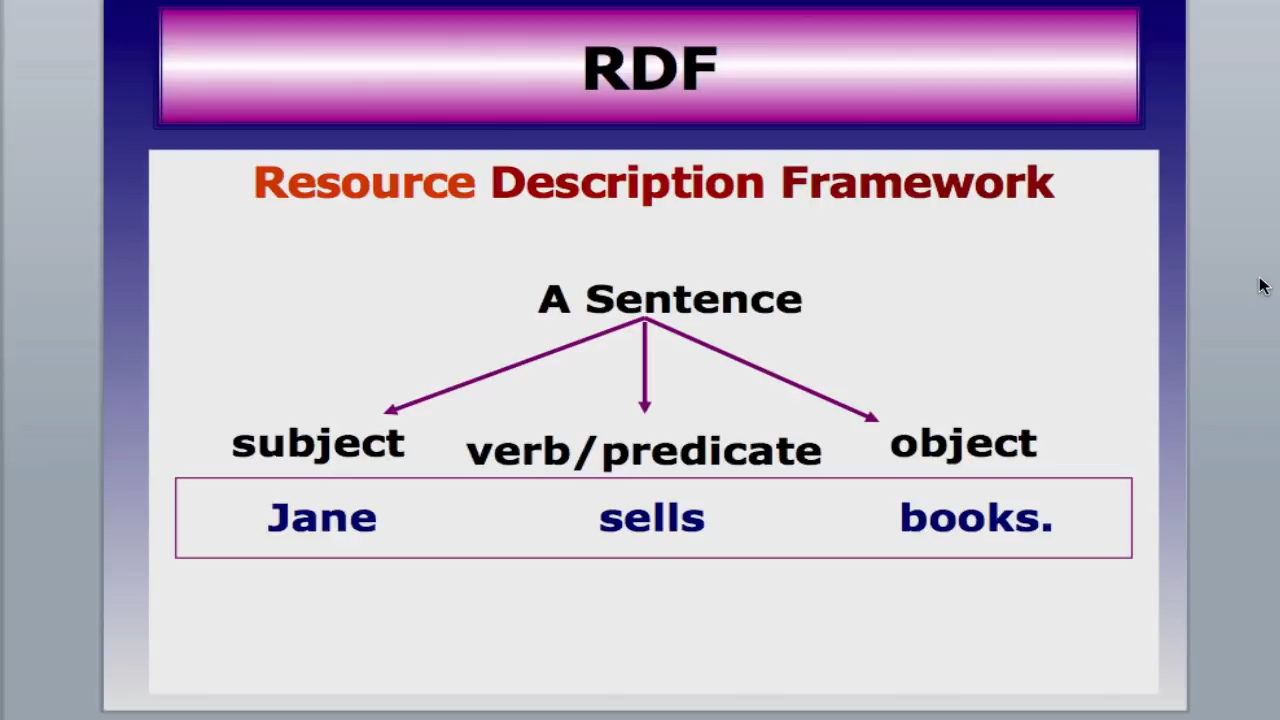 RDF
Resource Description Framework
A Sentence
subject verb/predicate object
Jane sells books.